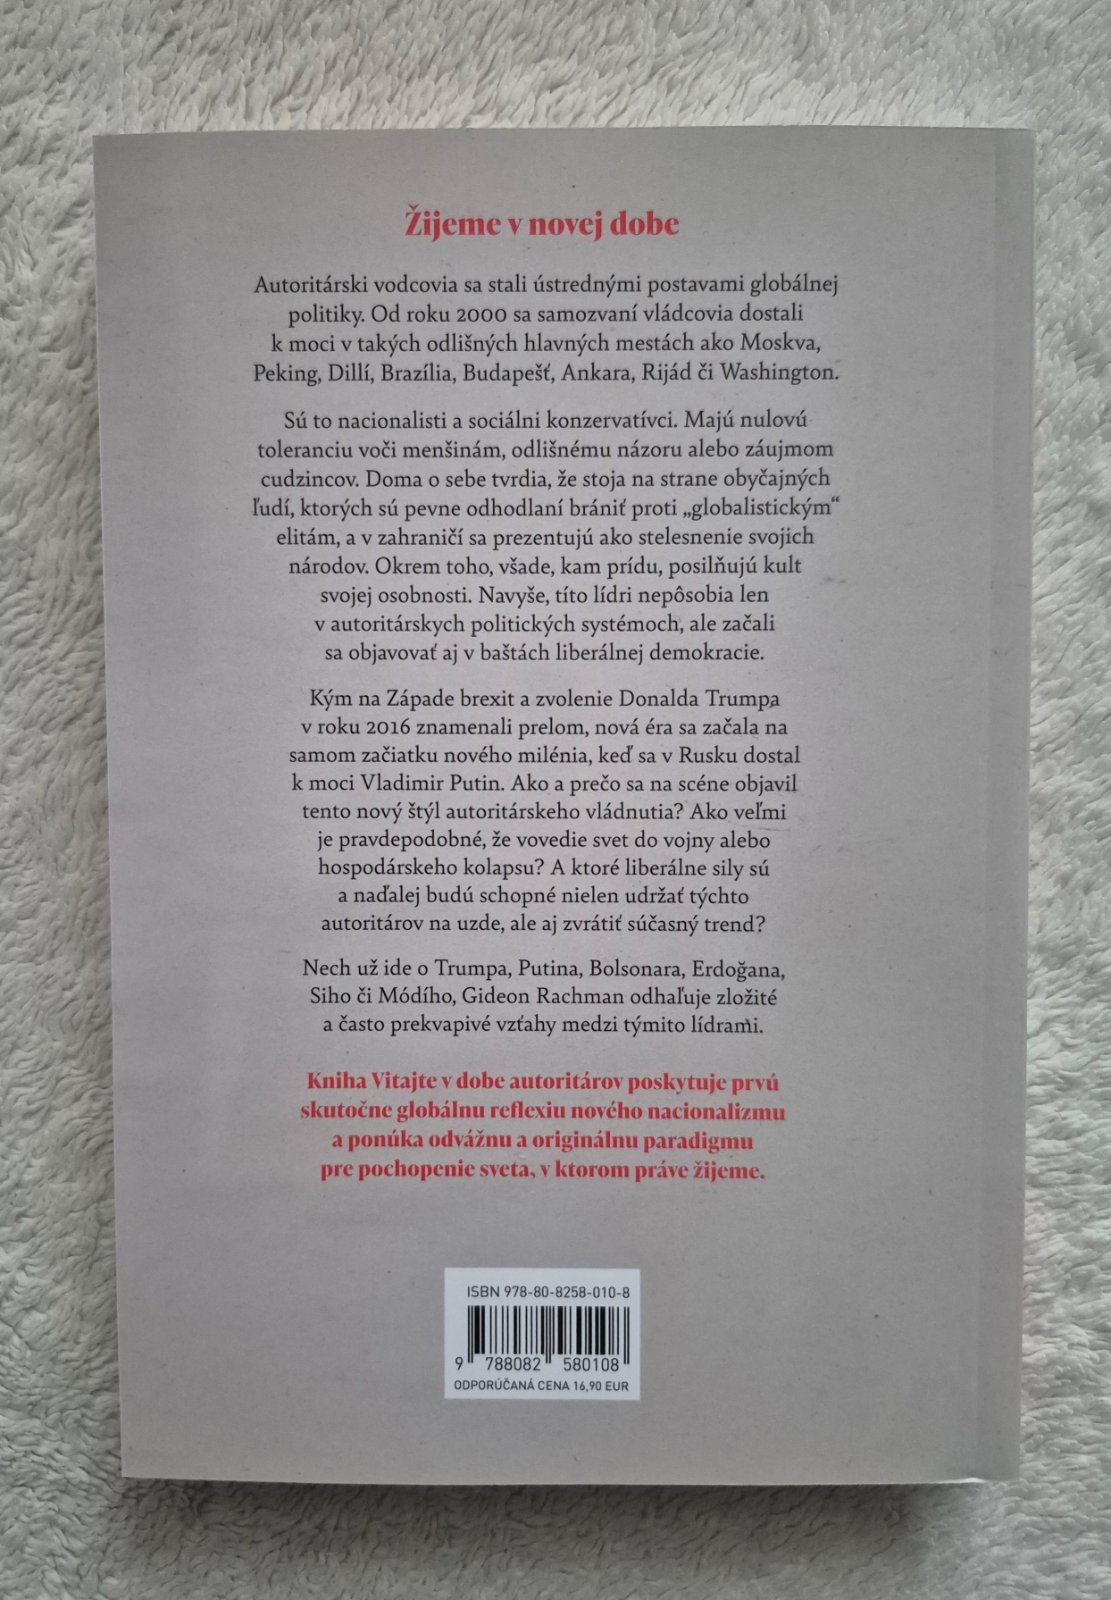 Žijeme v novej dobe
Autoritárski vodcovia sa stali ústrednými postavami globálnej
politiky. Od roku 2000 sa samozvaní vládcovia dostali
k moci v takých odlišných hlavných mestách ako Moskva,
Peking, Dillí, Brazília, Budapešť, Ankara, Rijád či Washington.
Sú to nacionalisti a sociálni konzervatívci. Majú nulovú
toleranciu voči menšinám, odlišnému názoru alebo záujmom
cudzincov. Doma o sebe tvrdia, že stoja na strane obyčajných
ľudí, ktorých sú pevne odhodlaní brániť proti „globalistickým“
elitám, a v zahraničí sa prezentujú ako stelesnenie svojich
národov. Okrem toho, všade, kam prídu, posilňujú kult
svojej osobnosti. Navyše, títo lídri nepôsobia len
v autoritárskych politických systémoch, ale začali
sa objavovať aj v baštách liberálnej demokracie.
Kým na Západe brexit a zvolenie Donalda Trumpa
v roku 2016 znamenali prelom, nová éra sa začala na
samom začiatku nového milénia, keď sa v Rusku dostal
k moci Vladimir Putin. Ako a prečo sa na scéne objavil
tento nový štýl autoritárskeho vládnutia? Ako veľmi
je pravdepodobné, že vovedie svet do vojny alebo
hospodárskeho kolapsu? A ktoré liberálne sily sú
a naďalej budú schopné nielen udržať týchto
autoritárov na uzde, ale aj zvrátiť súčasný trend?
Nech už ide o Trumpa, Putina, Bolsonara, Erdoğana,
Siho či Módího, Gideon Rachman odhaľuje zložité
a často prekvapivé vzťahy medzi týmito lídrami.
Kniha Vitajte v dobe autoritárov poskytuje prvú
skutočne globálnu reflexiu nového nacionalizmu
a ponúka odvážnu a originálnu paradigmu
pre pochopenie sveta, v ktorom práve žijeme.
ISBN 978-80-8258-010-8
9 788082 580108
ODPORÚČANÁ CENA 16,90 EUR